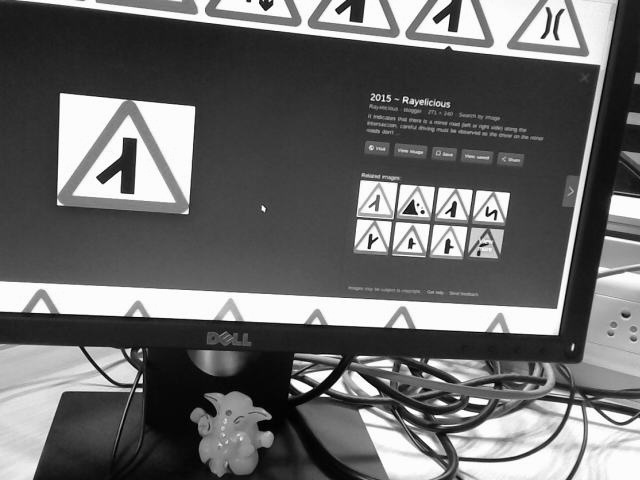 2015 ~ Rayelicious
Rayelicious - Blogger 271 × 240 Search by image
It indicates that there is a minor road (left or right side) along the
intersection, careful driving must be observed as the driver on the minor
roads don't ...
Visit View image Save View saved Share
Related images:
Images may be subject to copyright. Get help Send feedback
DELL